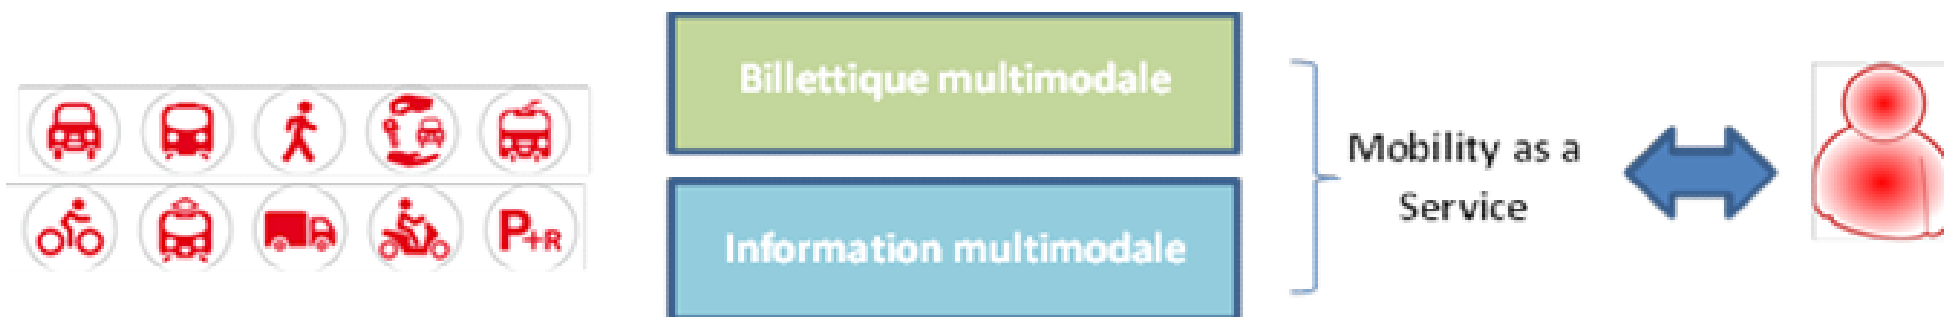 Billettique multimodale
Information multimodale
Mobility as a
Service
P+R